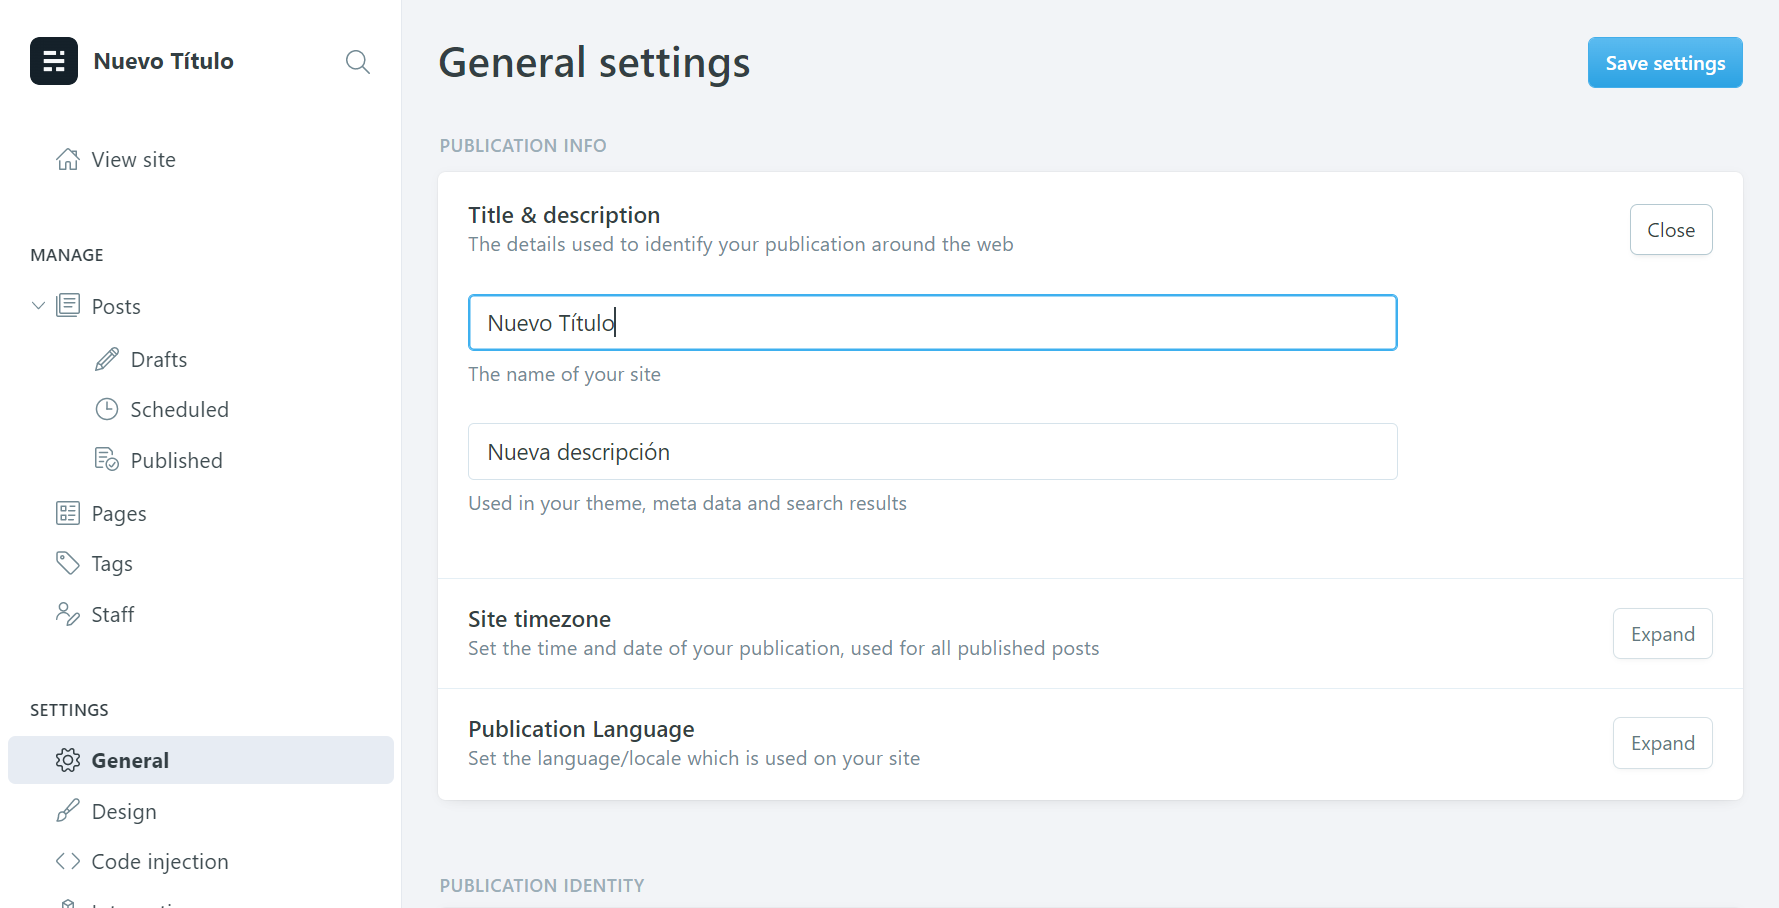 Nuevo Título
View site
MANAGE
Posts
Drafts
Scheduled
Published
Pages
Tags
Staff
SETTINGS
General
Design
Code injection
General settings
Save settings
PUBLICATION INFO
Title & description
The details used to identify your publication around the web
Close
Nuevo Título
The name of your site
Nueva descripción
Used in your theme, meta data and search results
Site timezone
Set the time and date of your publication, used for all published posts
Expand
Publication Language
Set the language/locale which is used on your site
Expand
PUBLICATION IDENTITY